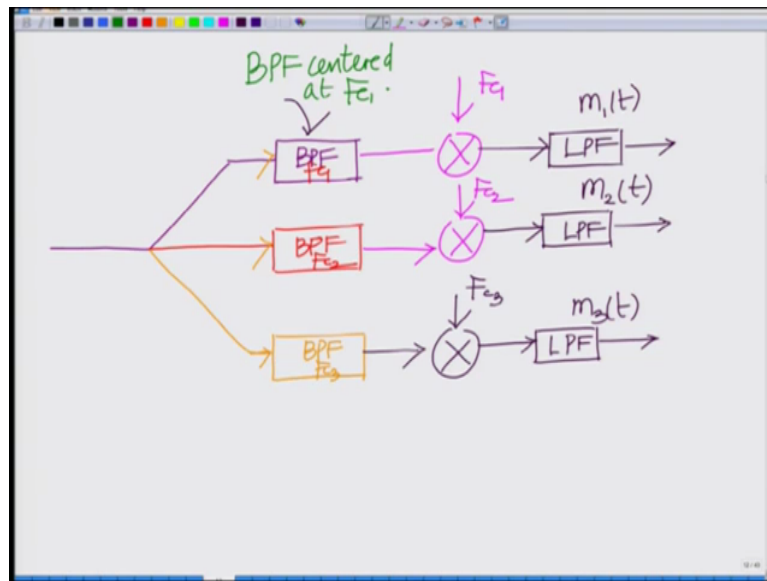 BPF centered
at Fc1.
Fc1
m1(t)
BPF
Fc1
LPF
Fc2
m2(t)
BPF
Fc2
LPF
Fc3
m3(t)
BPF
Fc3
LPF